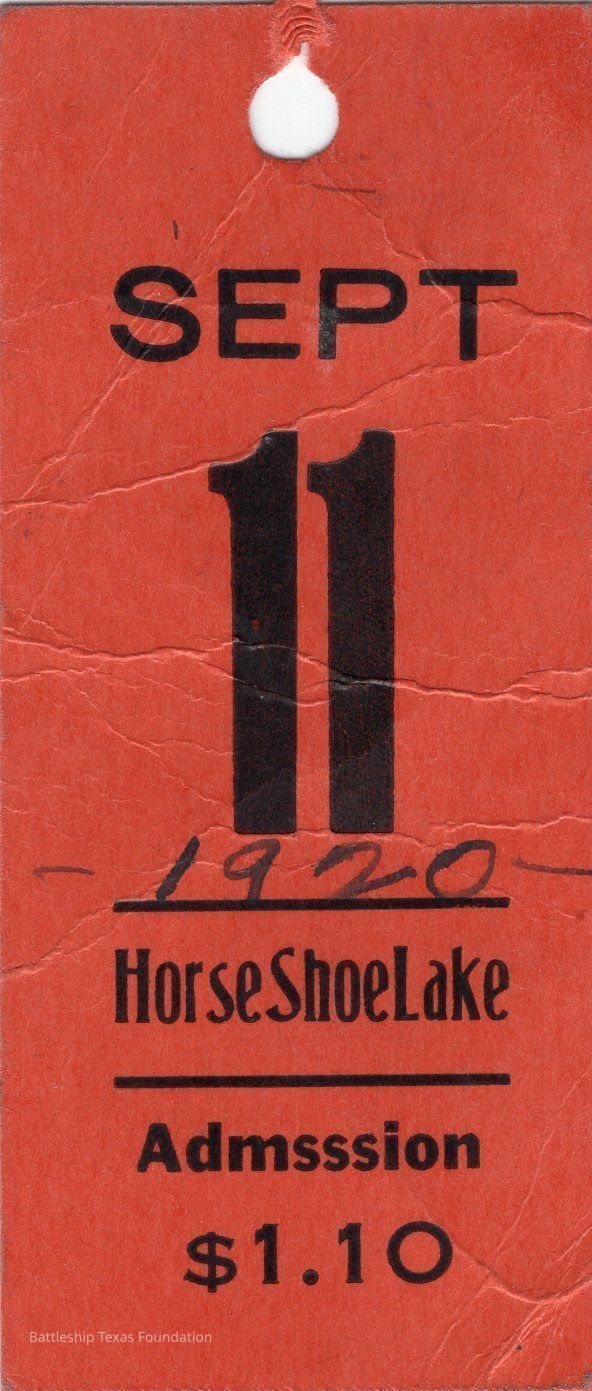 SEPT
11
- 1920 -
HorseShoeLake
Admsssion
$1.10
Battleship Texas Foundation